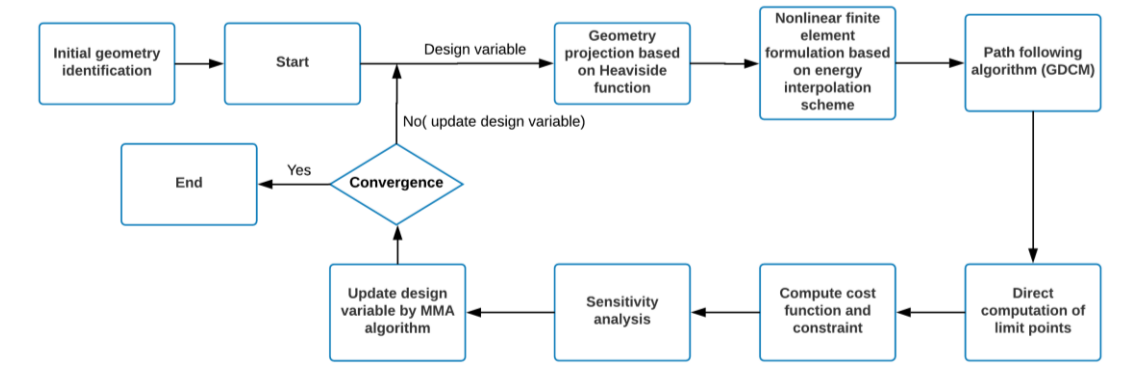 Initial geometry
identification
Start
Design variable
Geometry
projection based
on Heaviside
function
Nonlinear finite
element
formulation based
on energy
interpolation
scheme
Path following
algorithm (GDCM)
No( update design variable)
End
Yes
Convergence
Update design
variable by MMA
algorithm
Sensitivity
analysis
Compute cost
function and
constraint
Direct
computation of
limit points